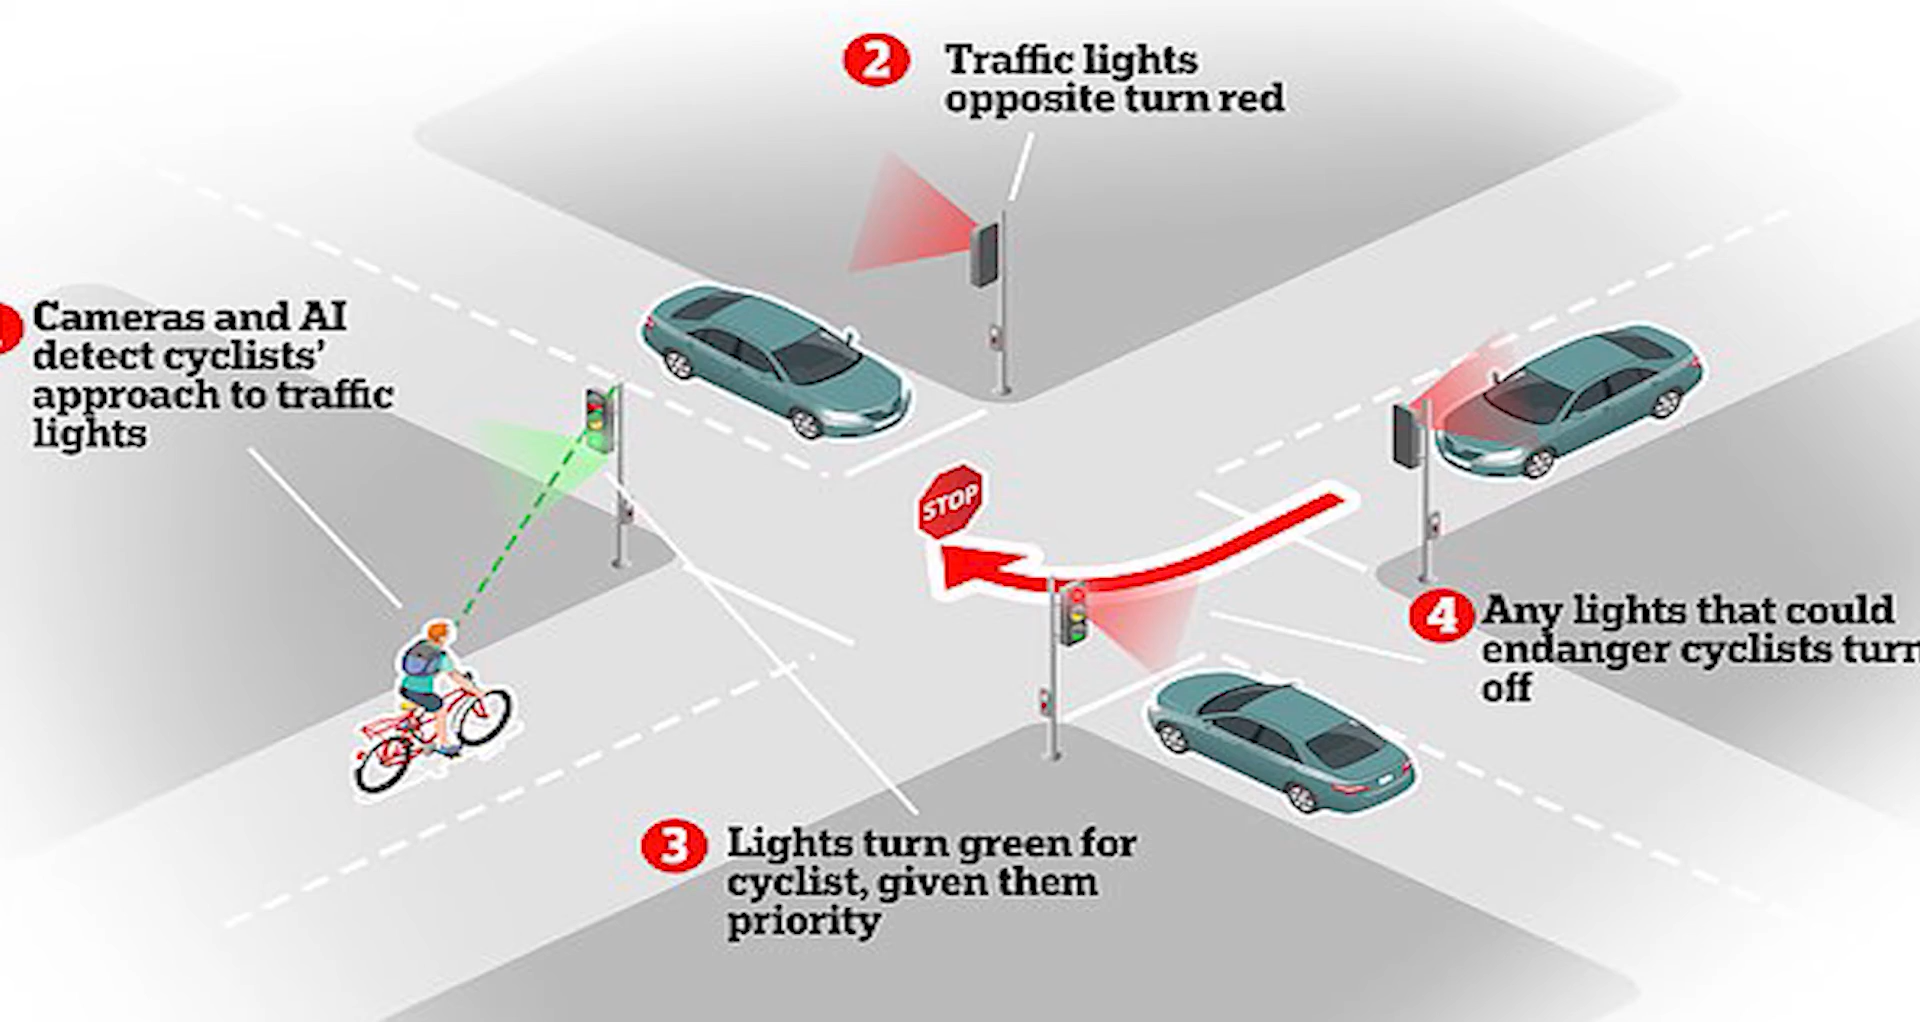 2 Traffic lights
opposite turn red
Cameras and AI
detect cyclists'
approach to traffic
lights
STOP
4 Any lights that could
endanger cyclists turn
off
3 Lights turn green for
cyclist, given them
priority